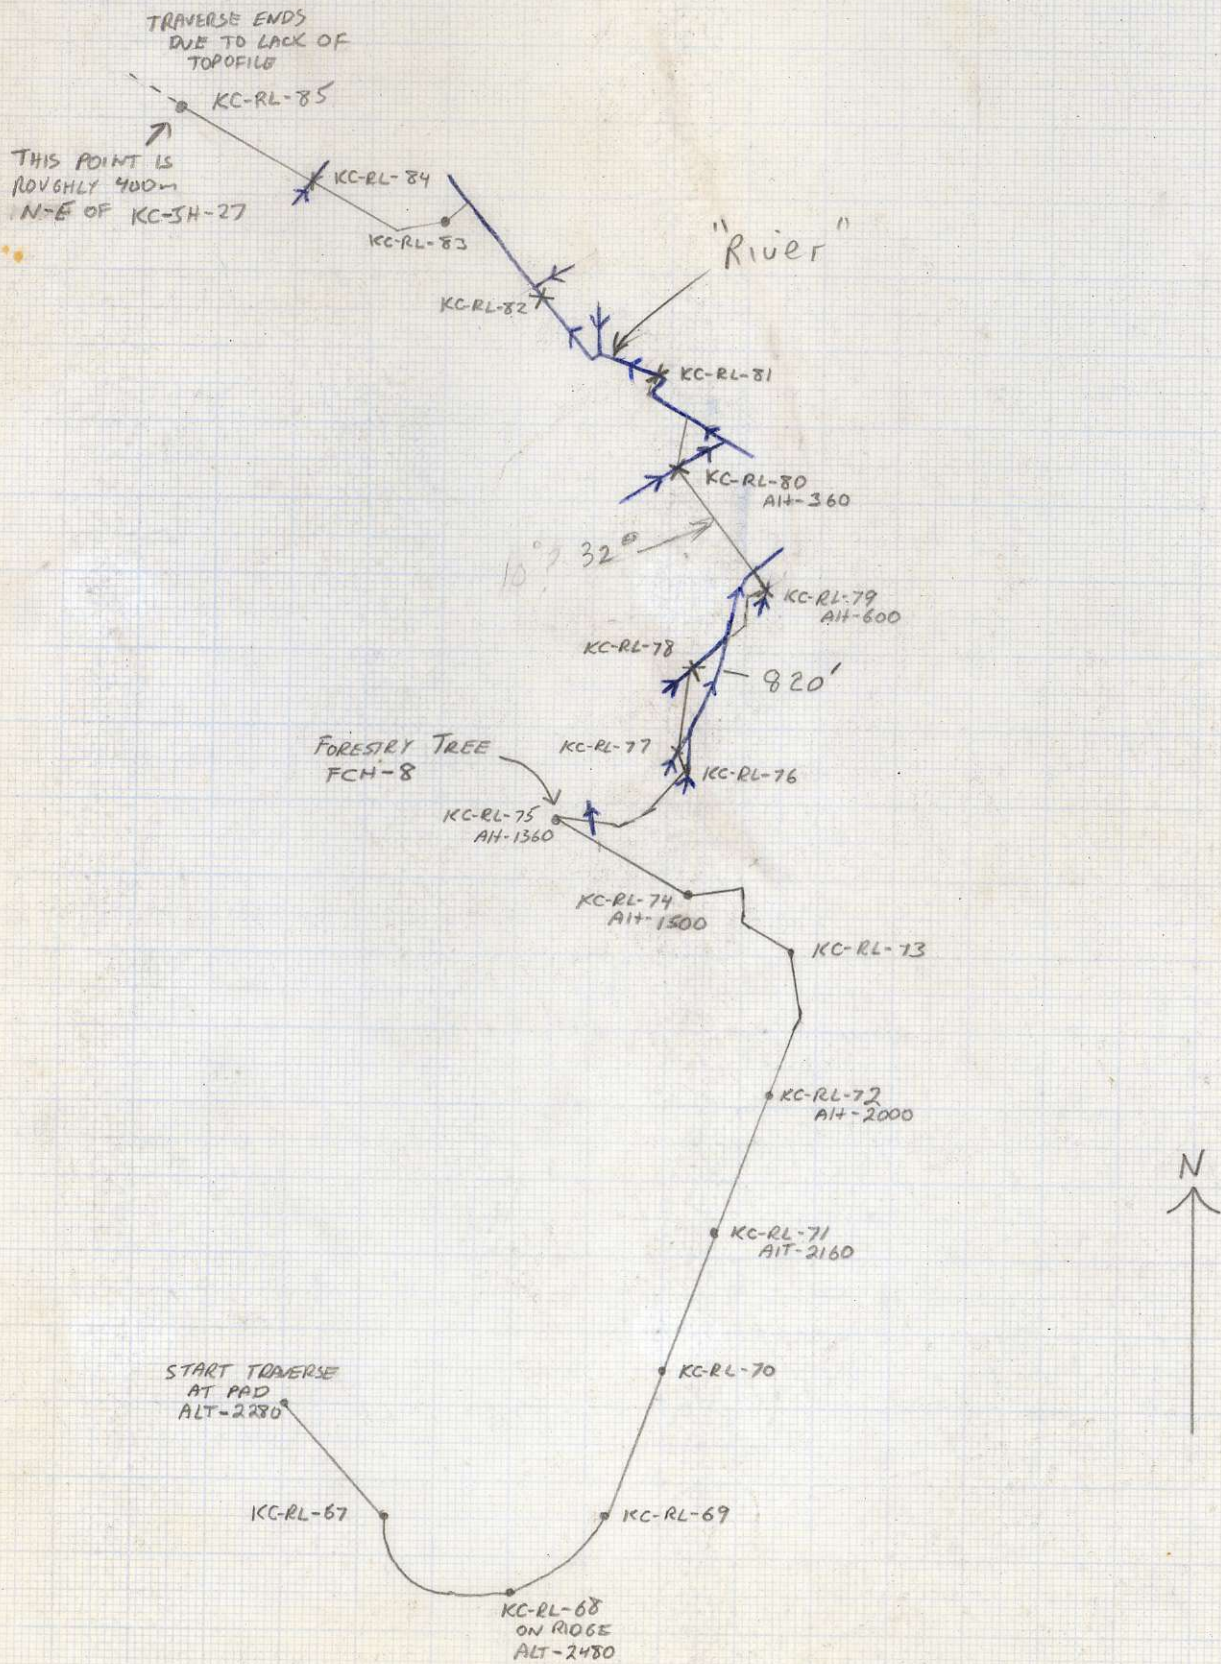 TRAVERSE ENDS
DUE TO LACK OF
TOPOFILE
KC-RL-85
THIS POINT IS
ROUGHLY 400m
N-E OF KC-JH-27
KC-RL-84
KC-RL-83
"River"
KC-RL-82
KC-RL-81
KC-RL-80
Alt-360
32°
KC-RL-79
Alt-600
KC-RL-78
820'
FORESTRY TREE
FCH-8
KC-RL-77
KC-RL-76
KC-RL-75
Alt-1360
KC-RL-74
Alt-1500
KC-RL-73
KC-RL-72
Alt-2000
N
KC-RL-71
AlT-2160
START TRAVERSE
AT PAD
ALT-2280
KC-RL-70
KC-RL-67
KC-RL-69
KC-RL-68
ON RIDGE
ALT-2480